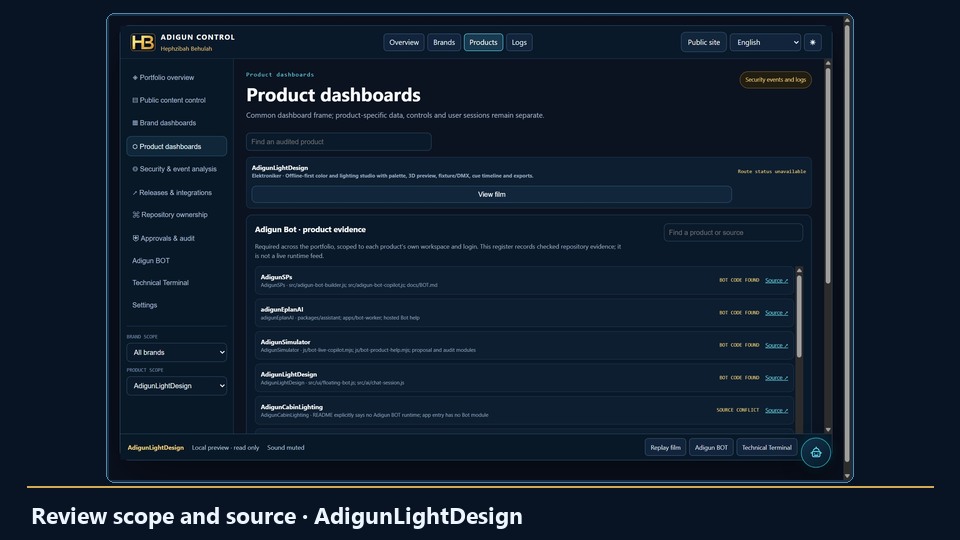 HB
ADIGUN CONTROL
Hephzibah Behulah
Overview
Brands
Products
Logs
Public site
English
Portfolio overview
Public content control
Brand dashboards
Product dashboards
Security & event analysis
Releases & integrations
Repository ownership
Approvals & audit
Adigun BOT
Technical Terminal
Settings
BRAND SCOPE
All brands
PRODUCT SCOPE
AdigunLightDesign
Product dashboards
Product dashboards
Common dashboard frame; product-specific data, controls and user sessions remain separate.
Security events and logs
Find an audited product
AdigunLightDesign
Elektroniker · Offline-first color and lighting studio with palette, 3D preview, fixture/DMX, cue timeline and exports.
Route status unavailable
View film
Adigun Bot · product evidence
Required across the portfolio, scoped to each product's own workspace and login. This register records checked repository evidence; it
is not a live runtime feed.
Find a product or source
AdigunSPs
AdigunSPs · src/adigun-bot-builder.js; src/adigun-bot-copilot.js; docs/BOT.md
BOT CODE FOUND Source ↗
adigunEplanAI
adigunEplanAI · packages/assistant; apps/bot-worker; hosted Bot help
BOT CODE FOUND Source ↗
AdigunSimulator
AdigunSimulator · js/bot-live-copilot.mjs; js/bot-product-help.mjs; proposal and audit modules
BOT CODE FOUND Source ↗
AdigunLightDesign
AdigunLightDesign · src/ui/floating-bot.js; src/ai/chat-session.js
BOT CODE FOUND Source ↗
AdigunCabinLighting
AdigunCabinLighting · README explicitly says no Adigun BOT runtime; app entry has no Bot module
SOURCE CONFLICT Source ↗
AdigunLightDesign
Local preview · read only
Sound muted
Replay film
Adigun BOT
Technical Terminal
Review scope and source · AdigunLightDesign